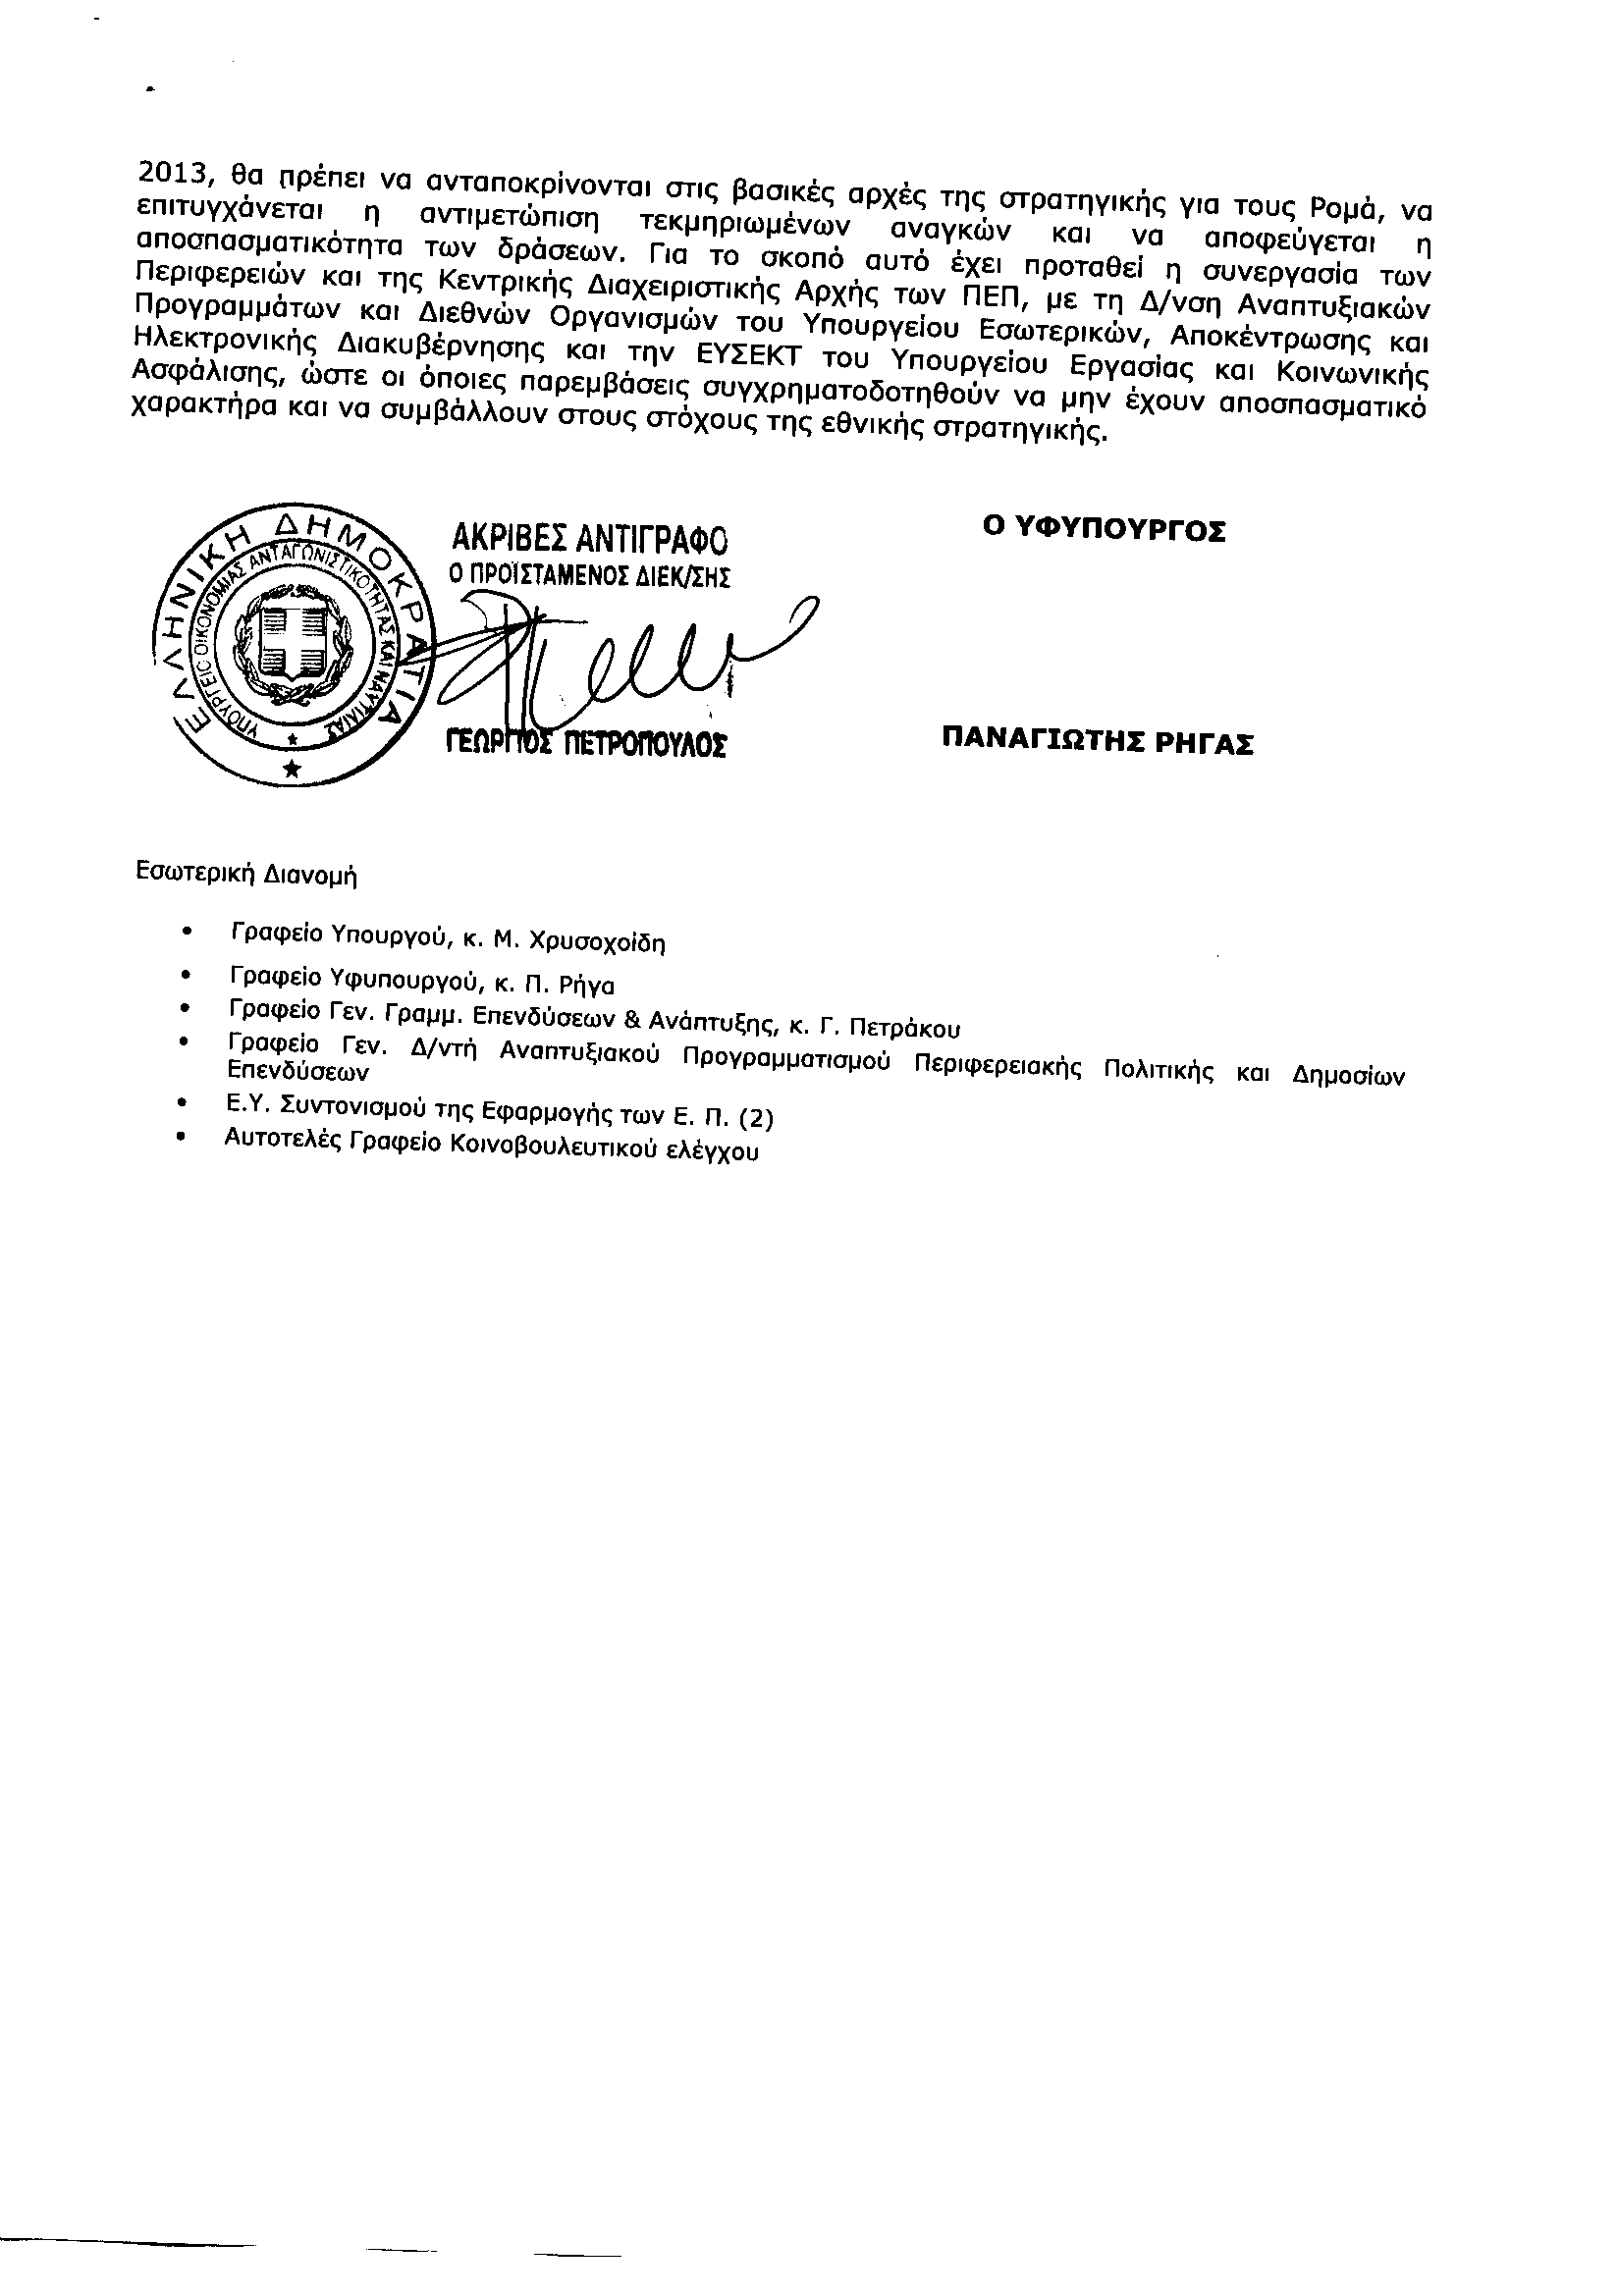 2013, θα πρέπει να ανταποκρίνονται στις βασικές αρχές της στρατηγικής για τους Ρομά, να
επιτυγχάνεται η αντιμετώπιση τεκμηριωμένων αναγκών και να αποφεύγεται η
αποσπασματικότητα των δράσεων. Για το σκοπό αυτό έχει προταθεί η συνεργασία των
Περιφερειών και της Κεντρικής Διαχειριστικής Αρχής των ΠΕΠ, με τη Δ/νση Αναπτυξιακών
Προγραμμάτων και Διεθνών Οργανισμών του Υπουργείου Εσωτερικών, Αποκέντρωσης και
Ηλεκτρονικής Διακυβέρνησης και την ΕΥΣΕΚΤ του Υπουργείου Εργασίας και Κοινωνικής
Ασφάλισης, ώστε οι όποιες παρεμβάσεις συγχρηματοδοτηθούν να μην έχουν αποσπασματικό
χαρακτήρα και να συμβάλλουν στους στόχους της εθνικής στρατηγικής.
ΕΛΛΗΝΙΚΗ ΔΗΜΟΚΡΑΤΙΑ
ΥΠΟΥΡΓΕΙΟ ΟΙΚΟΝΟΜΙΑΣ ΑΝΤΑΓΩΝΙΣΤΙΚΟΤΗΤΑΣ ΚΑΙ ΝΑΥΤΙΛΙΑΣ
ΑΚΡΙΒΕΣ ΑΝΤΙΓΡΑΦΟ
Ο ΠΡΟΪΣΤΑΜΕΝΟΣ ΔΙΕΚ/ΣΗΣ
ΓΕΩΡΓΙΟΣ ΠΕΤΡΟΠΟΥΛΟΣ
Ο ΥΦΥΠΟΥΡΓΟΣ
ΠΑΝΑΓΙΩΤΗΣ ΡΗΓΑΣ
Εσωτερική Διανομή
• Γραφείο Υπουργού, κ. Μ. Χρυσοχοίδη
• Γραφείο Υφυπουργού, κ. Π. Ρήγα
• Γραφείο Γεν. Γραμμ. Επενδύσεων & Ανάπτυξης, κ. Γ. Πετράκου
• Γραφείο Γεν. Δ/ντή Αναπτυξιακού Προγραμματισμού Περιφερειακής Πολιτικής και Δημοσίων
Επενδύσεων
• Ε.Υ. Συντονισμού της Εφαρμογής των Ε. Π. (2)
• Αυτοτελές Γραφείο Κοινοβουλευτικού ελέγχου